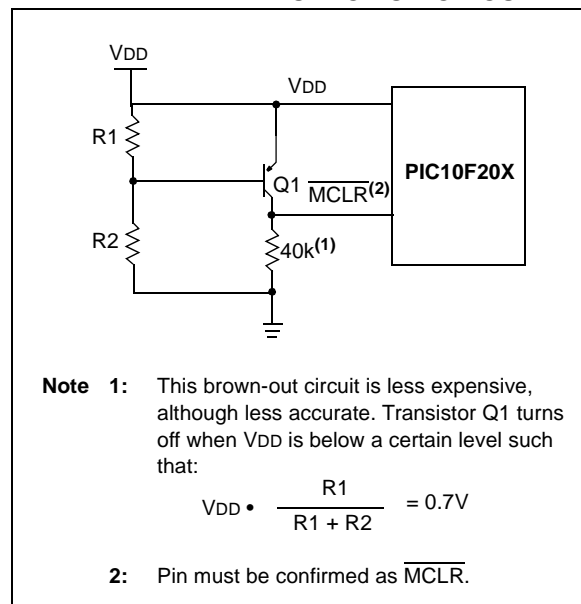 VDD
VDD
R1
PIC10F20X
Q1 MCLR(2)
R2
40k(1)
Note 1: This brown-out circuit is less expensive,
although less accurate. Transistor Q1 turns
off when VDD is below a certain level such
that:
VDD • R1 / R1 + R2 = 0.7V
2: Pin must be confirmed as MCLR.